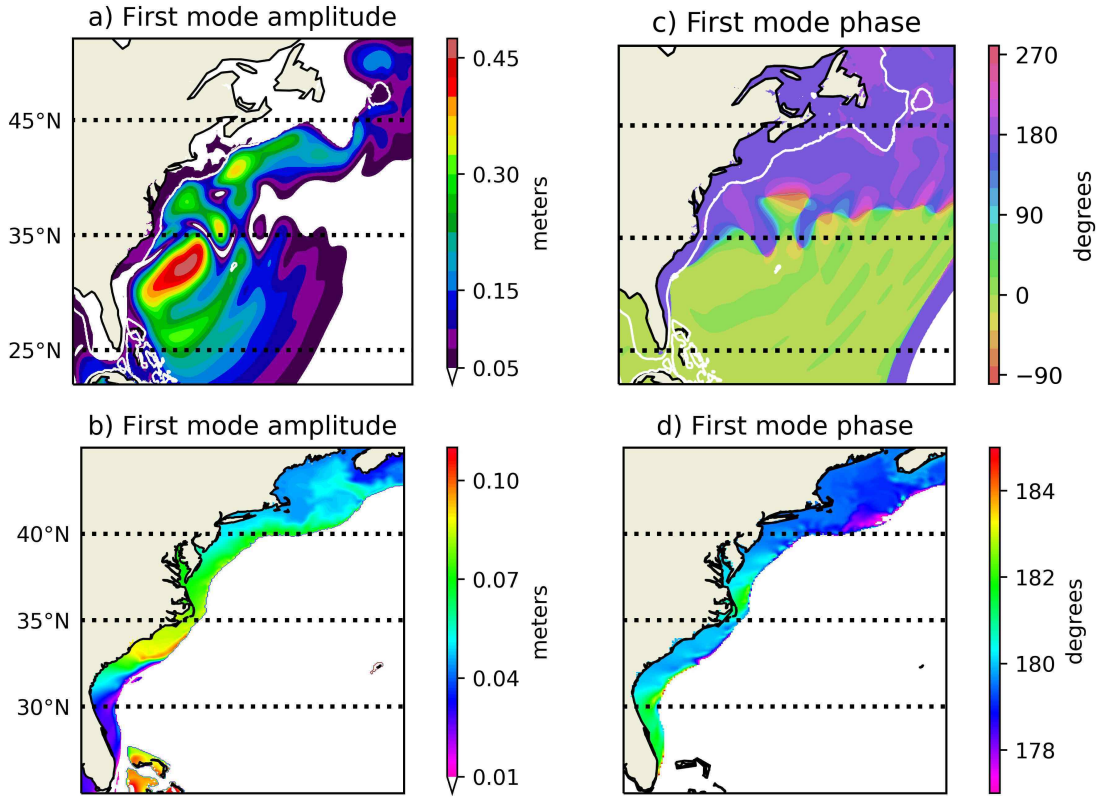 a) First mode amplitude
45°N
35°N
25°N
0.45
0.30
0.15
0.05
meters
c) First mode phase
270
180
90
0
−90
degrees
b) First mode amplitude
40°N
35°N
30°N
0.10
0.07
0.04
0.01
meters
d) First mode phase
184
182
180
178
degrees